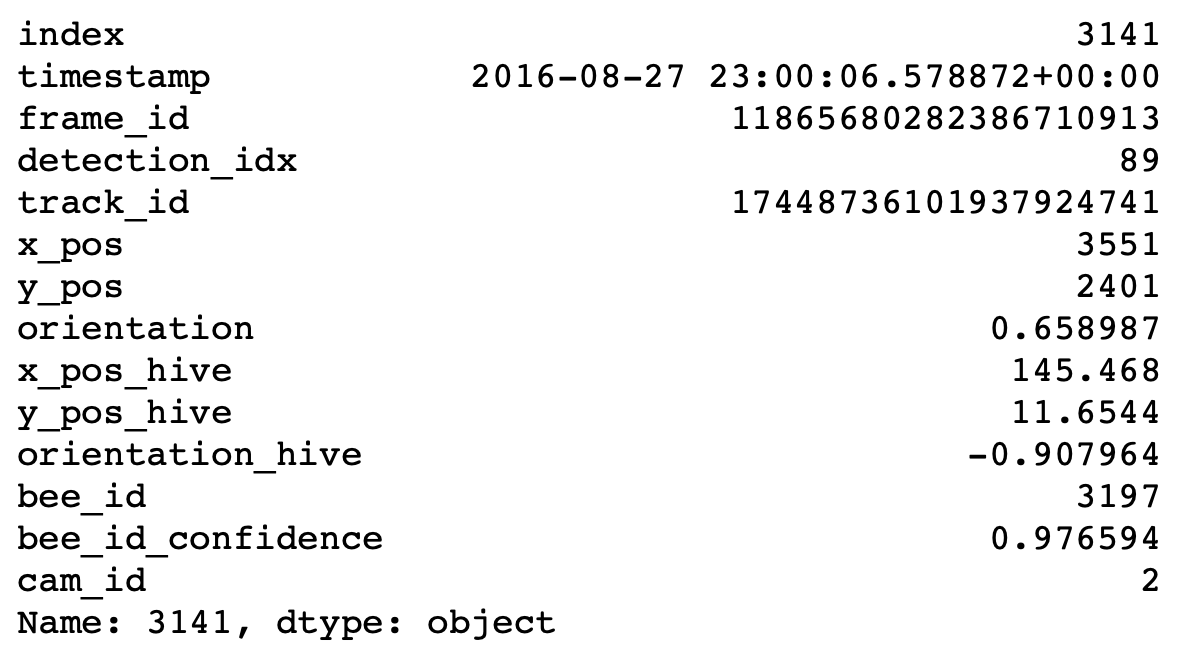 index 3141
timestamp 2016-08-27 23:00:06.578872+00:00
frame_id 11865680282386710913
detection_idx 89
track_id 17448736101937924741
x_pos 3551
y_pos 2401
orientation 0.658987
x_pos_hive 145.468
y_pos_hive 11.6544
orientation_hive -0.907964
bee_id 3197
bee_id_confidence 0.976594
cam_id 2
Name: 3141, dtype: object